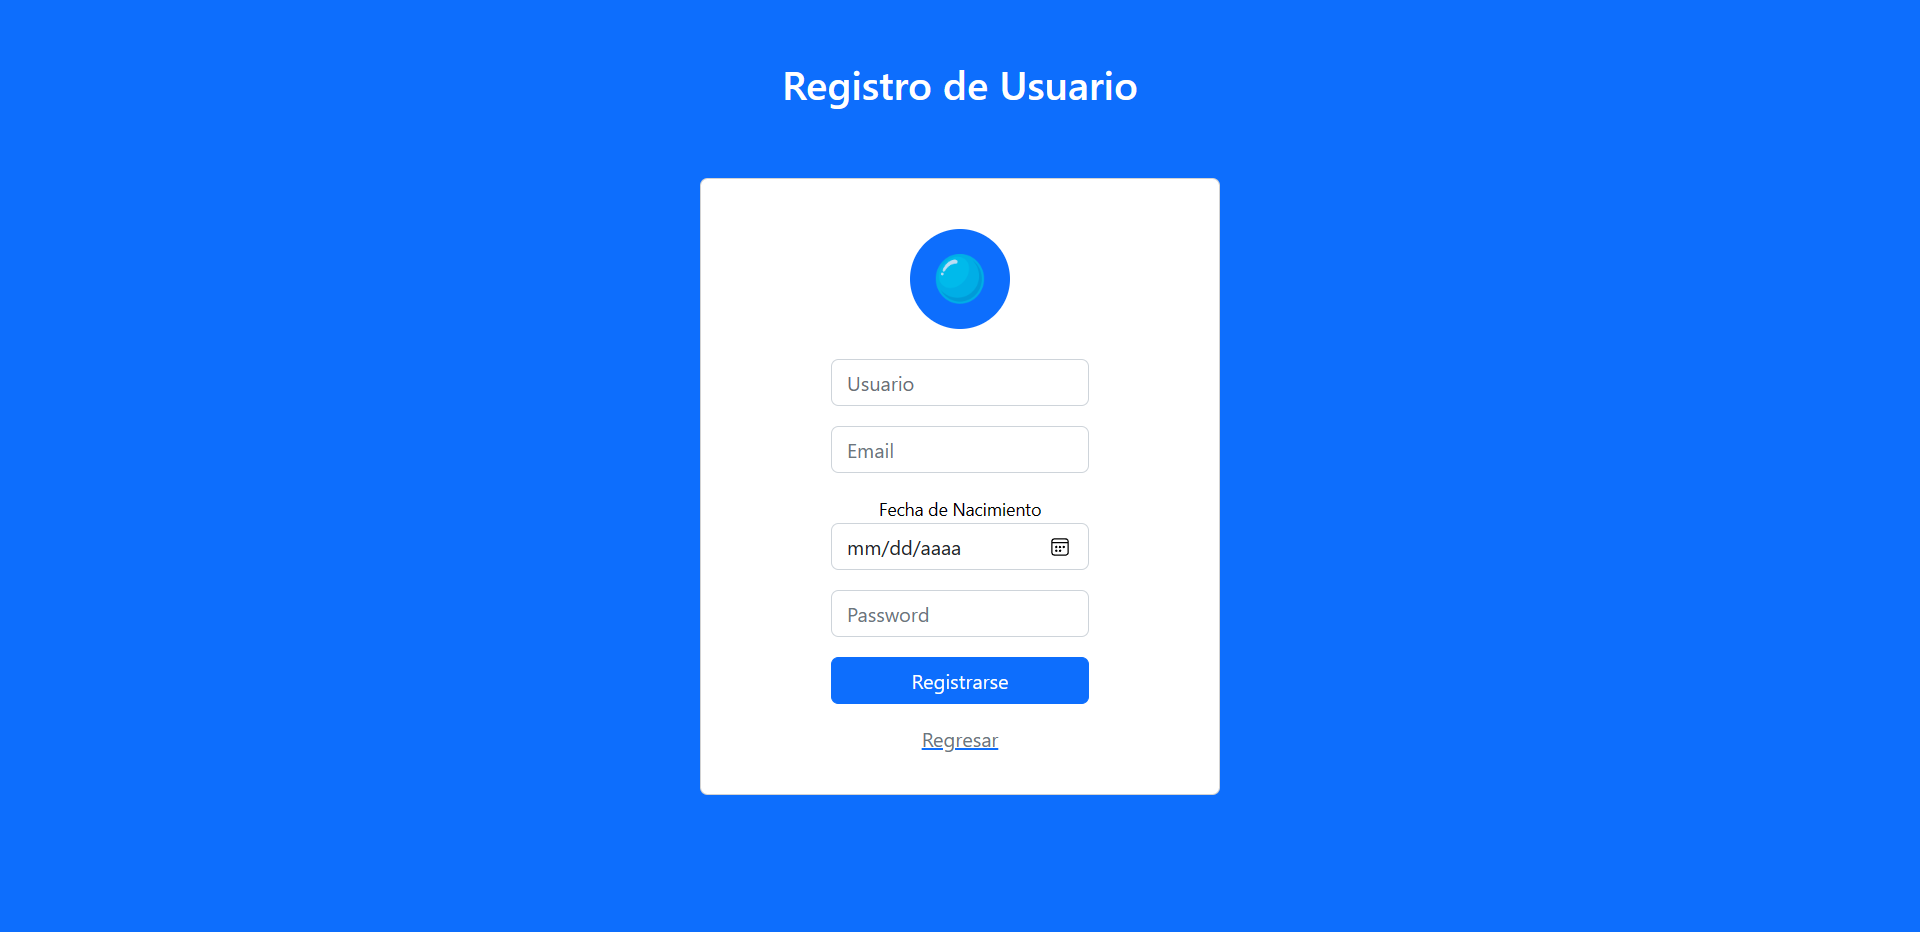 Registro de Usuario
Usuario
Email
Fecha de Nacimiento
mm/dd/aaaa
Password
Registrarse
Regresar